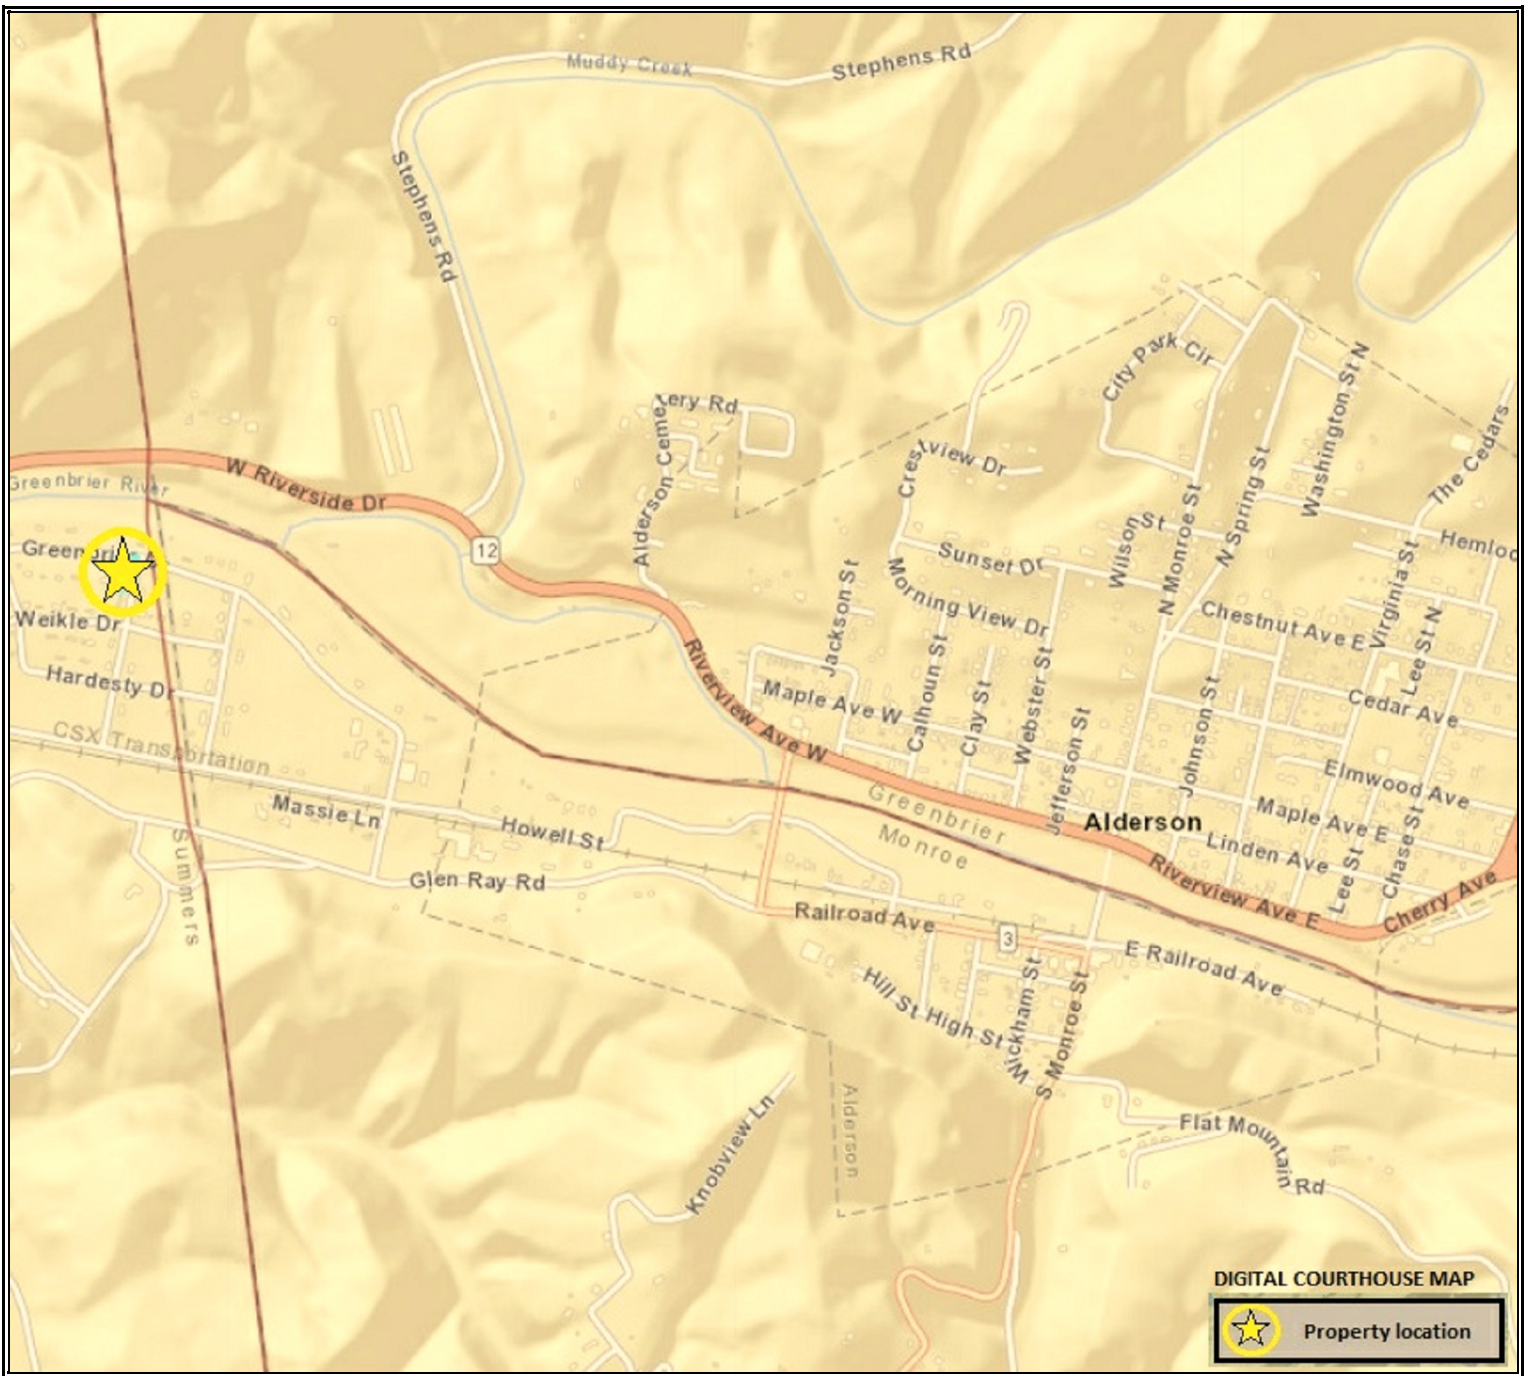 Muddy Creek
Stephens Rd
Stephens Rd
City Park Cir
Washington St N
The Cedars
view Dr
W Riverside Dr
Greenbrier River
12
Alderson Ceme
ery Rd
N Spring St
N Monroe St
Wilson St
Hemloc
Sunset Dr
Morning View Dr
Jackson St
Chestnut Ave E
Virginia St
Lee St N
Weikle Dr
Hardesty Dr
CSX Transportation
Riverview Ave W
Maple Ave W
Calhoun St
Clay St
Webster St
Jefferson St
Johnson St
Cedar Ave
Elmwood Ave
Maple Ave E
Linden Ave
Lee St
Chase St
Cherry Ave
Riverview Ave E
Alderson
Greenbrier
Monroe
Massie Ln
Howell St
Glen Ray Rd
Summers
Railroad Ave
3
E Railroad Ave
Hill St
High St
Wickham St
S Monroe St
Knobview Ln
Alderson
Flat Mountain Rd
DIGITAL COURTHOUSE MAP
Property location